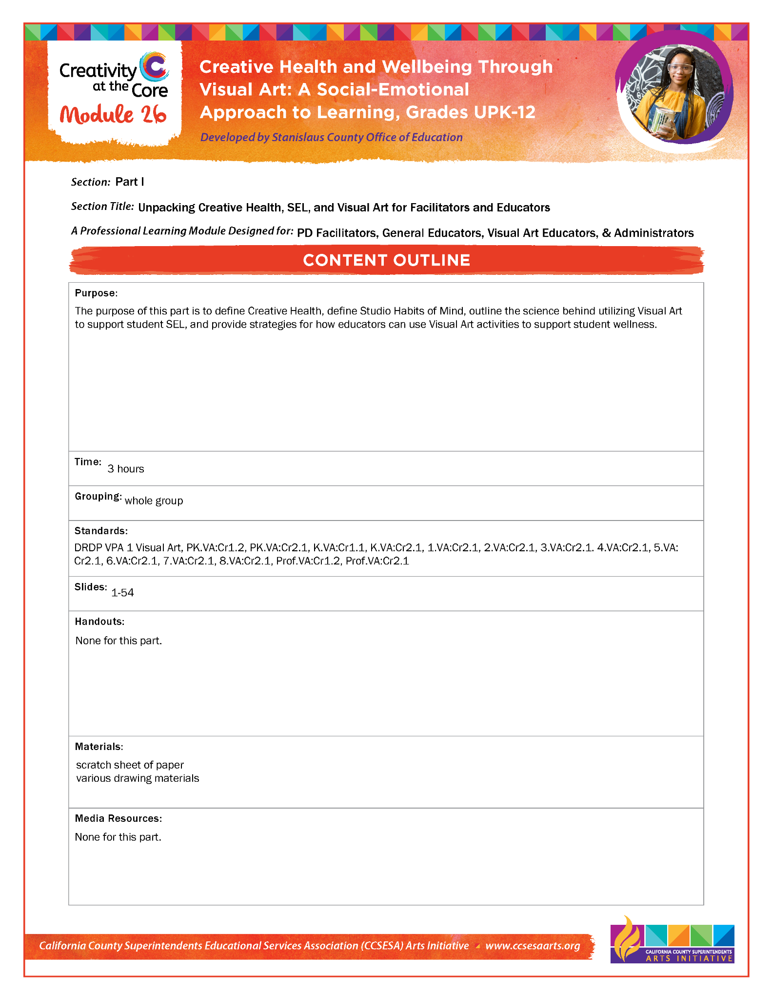 Creativity
at the Core
Module 26
Creative Health and Wellbeing Through
Visual Art: A Social-Emotional
Approach to Learning, Grades UPK-12
Developed by Stanislaus County Office of Education
Section: Part I
Section Title: Unpacking Creative Health, SEL, and Visual Art for Facilitators and Educators
A Professional Learning Module Designed for: PD Facilitators, General Educators, Visual Art Educators, & Administrators
CONTENT OUTLINE
Purpose:
The purpose of this part is to define Creative Health, define Studio Habits of Mind, outline the science behind utilizing Visual Art
to support student SEL, and provide strategies for how educators can use Visual Art activities to support student wellness.
Time: 3 hours
Grouping: whole group
Standards:
DRDP VPA 1 Visual Art, PK.VA:Cr1.2, PK.VA:Cr2.1, K.VA:Cr1.1, K.VA:Cr2.1, 1.VA:Cr2.1, 2.VA:Cr2.1, 3.VA:Cr2.1. 4.VA:Cr2.1, 5.VA:
Cr2.1, 6.VA:Cr2.1, 7.VA:Cr2.1, 8.VA:Cr2.1, Prof.VA:Cr1.2, Prof.VA:Cr2.1
Slides: 1-54
Handouts:
None for this part.
Materials:
scratch sheet of paper
various drawing materials
Media Resources:
None for this part.
California County Superintendents Educational Services Association (CCSESA) Arts Initiative www.ccsesaarts.org
CALIFORNIA COUNTY SUPERINTENDENTS
ARTS INITIATIVE